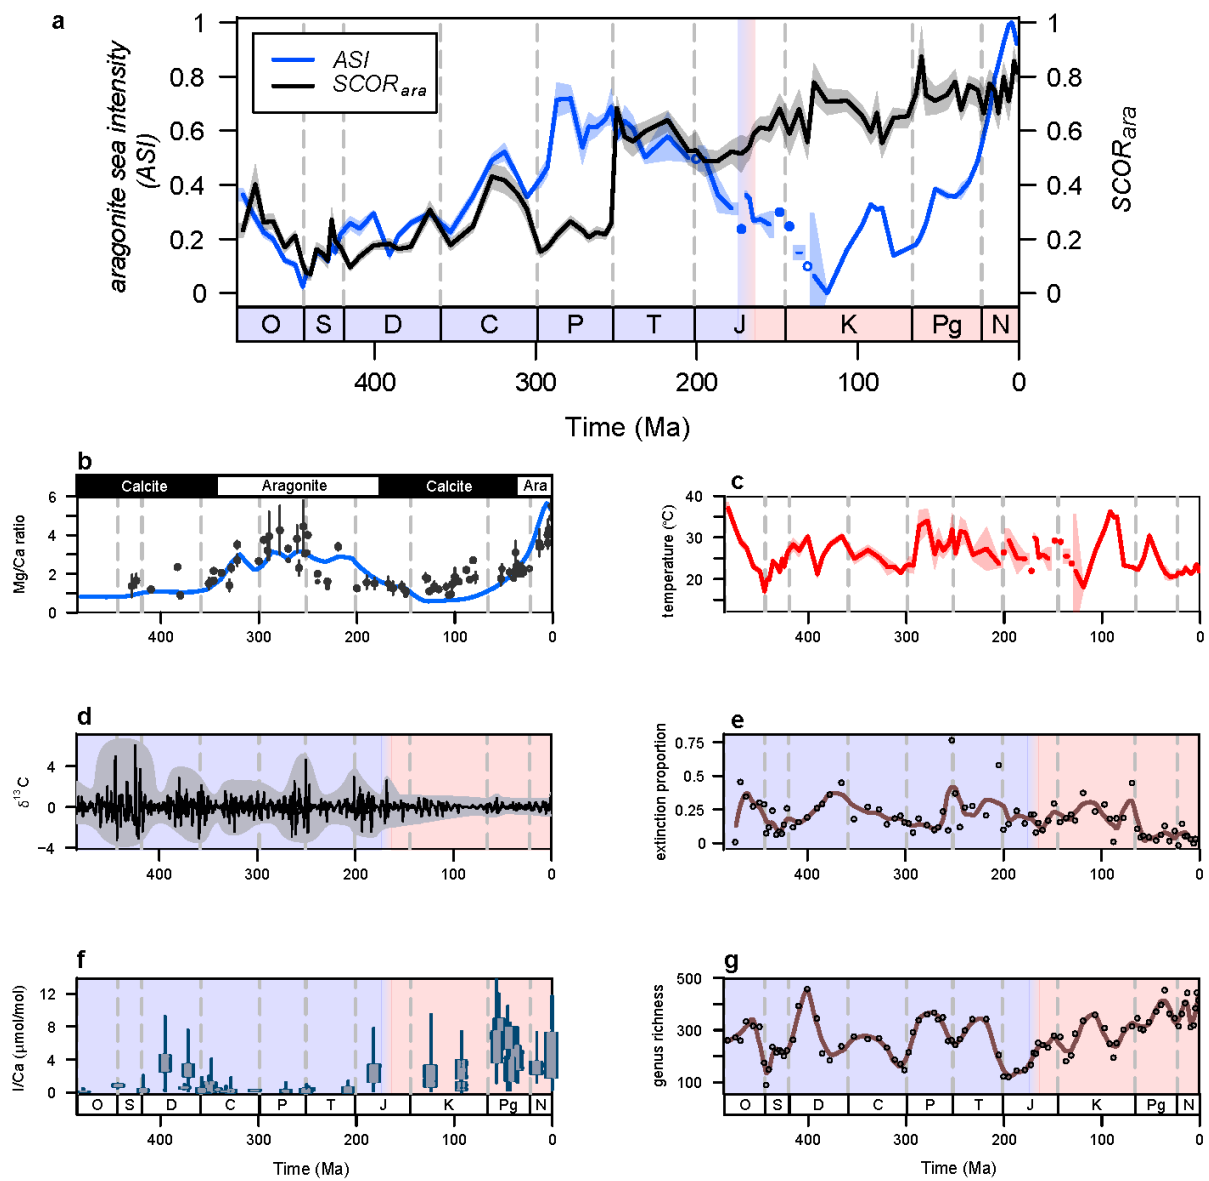 a
aragonite sea intensity
(ASI)
ASI
SCORara
1
0.8
0.6
0.4
0.2
0
1
0.8
0.6
0.4
0.2
0
SCORara
O S D C P T J K Pg N
400 300 200 100 0
Time (Ma)
b
Calcite Aragonite Calcite Ara
Mg/Ca ratio
6
4
2
0
400 300 200 100 0
c
temperature (°C)
40
30
20
400 300 200 100 0
d
δ13C
4
0
−4
400 300 200 100 0
e
extinction proportion
0.75
0.5
0.25
0
400 300 200 100 0
f
I/Ca (μmol/mol)
12
8
4
0
O S D C P T J K Pg N
400 300 200 100 0
Time (Ma)
g
genus richness
500
300
100
O S D C P T J K Pg N
400 300 200 100 0
Time (Ma)